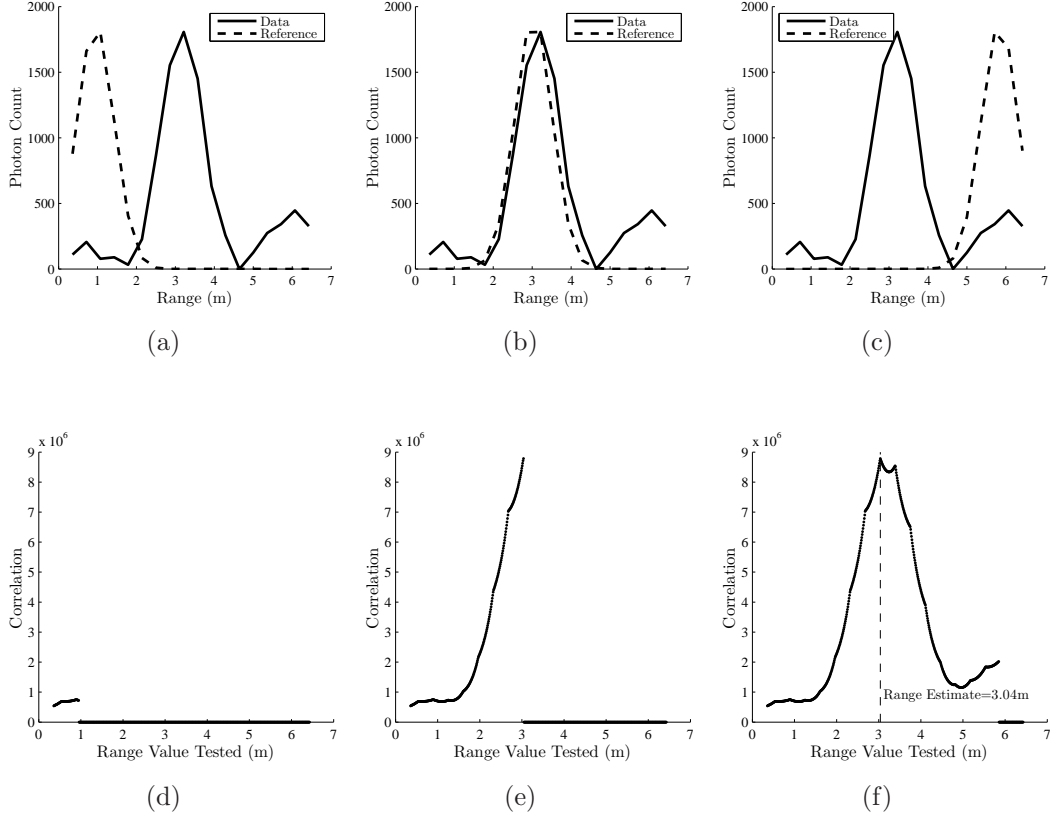 2000
1500
1000
500
0
0 1 2 3 4 5 6 7
Photon Count
Range (m)
Data
Reference
(a)
2000
1500
1000
500
0
0 1 2 3 4 5 6 7
Photon Count
Range (m)
Data
Reference
(b)
2000
1500
1000
500
0
0 1 2 3 4 5 6 7
Photon Count
Range (m)
Data
Reference
(c)
x 10^6
9
8
7
6
5
4
3
2
1
0
0 1 2 3 4 5 6 7
Correlation
Range Value Tested (m)
(d)
x 10^6
9
8
7
6
5
4
3
2
1
0
0 1 2 3 4 5 6 7
Correlation
Range Value Tested (m)
(e)
x 10^6
9
8
7
6
5
4
3
2
1
0
0 1 2 3 4 5 6 7
Correlation
Range Estimate=3.04m
Range Value Tested (m)
(f)